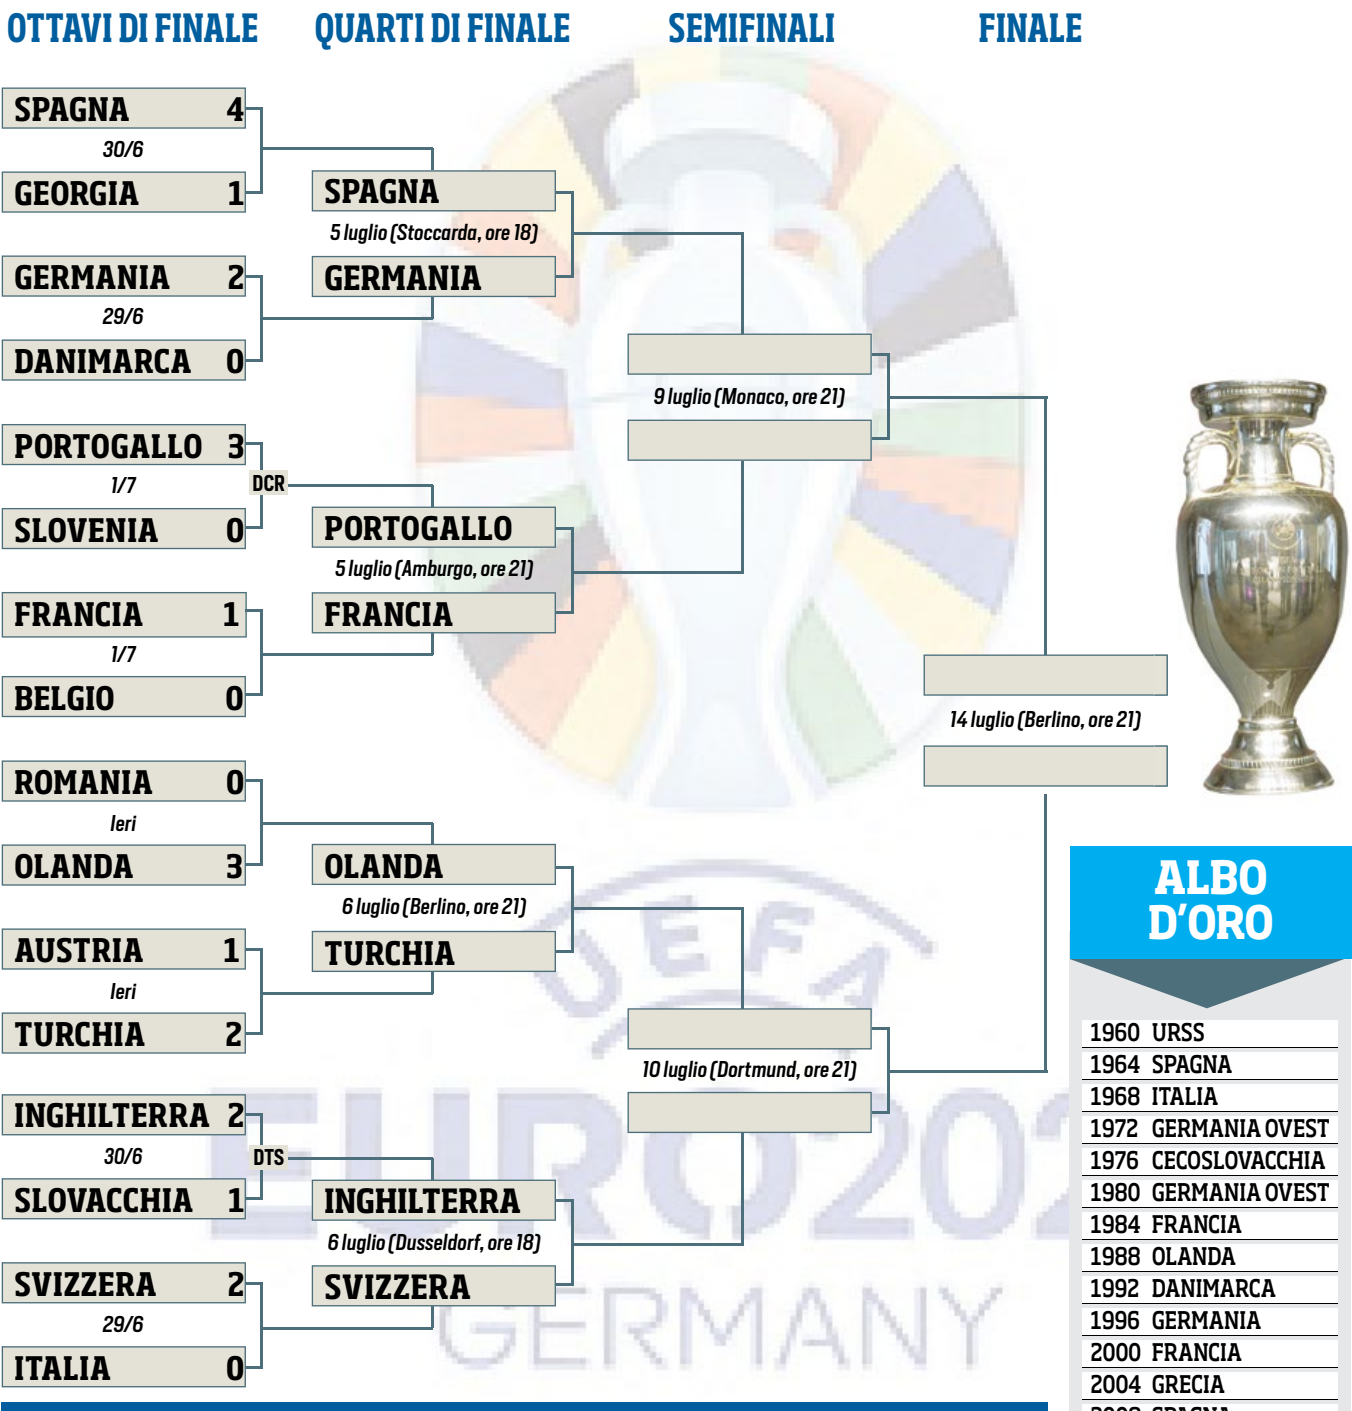 OTTAVI DI FINALE QUARTI DI FINALE SEMIFINALI FINALE
SPAGNA 4
30/6
GEORGIA 1
GERMANIA 2
29/6
DANIMARCA 0
PORTOGALLO 3
1/7
DCR
SLOVENIA 0
FRANCIA 1
1/7
BELGIO 0
ROMANIA 0
Ieri
OLANDA 3
AUSTRIA 1
Ieri
TURCHIA 2
INGHILTERRA 2
30/6
DTS
SLOVACCHIA 1
SVIZZERA 2
29/6
ITALIA 0
SPAGNA
5 luglio (Stoccarda, ore 18)
GERMANIA
PORTOGALLO
5 luglio (Amburgo, ore 21)
FRANCIA
OLANDA
6 luglio (Berlino, ore 21)
TURCHIA
INGHILTERRA
6 luglio (Dusseldorf, ore 18)
SVIZZERA
9 luglio (Monaco, ore 21)
10 luglio (Dortmund, ore 21)
14 luglio (Berlino, ore 21)
UEFA
EURO202
GERMANY
ALBO
D'ORO
1960 URSS
1964 SPAGNA
1968 ITALIA
1972 GERMANIA OVEST
1976 CECOSLOVACCHIA
1980 GERMANIA OVEST
1984 FRANCIA
1988 OLANDA
1992 DANIMARCA
1996 GERMANIA
2000 FRANCIA
2004 GRECIA
2008 SPAGNA